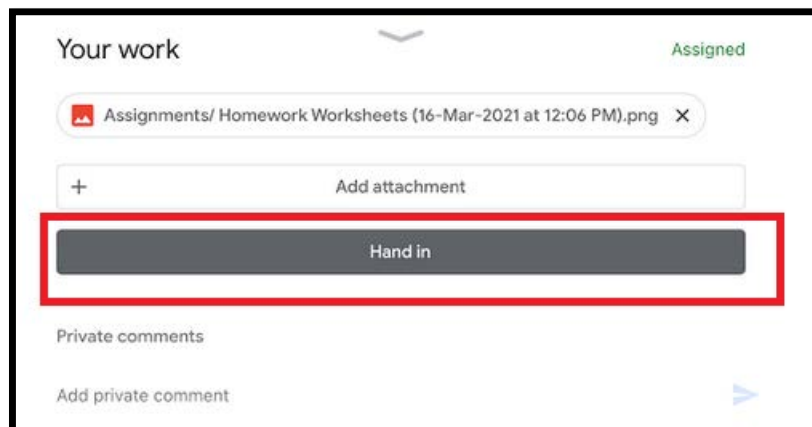 Your work
Assigned
Assignments/ Homework Worksheets (16-Mar-2021 at 12:06 PM).png
Add attachment
Hand in
Private comments
Add private comment